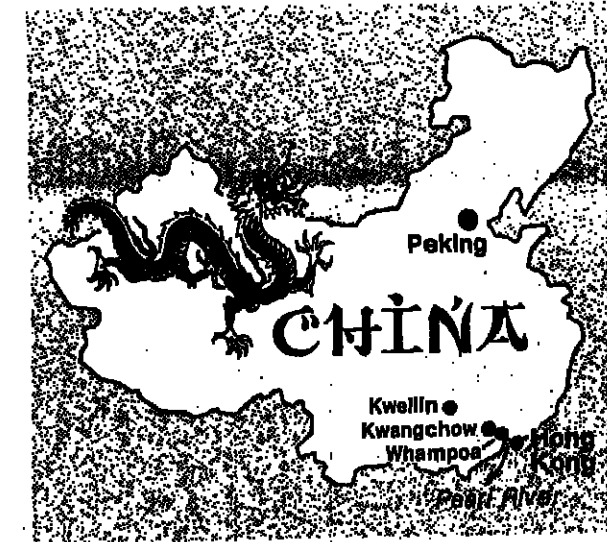 Peking
CHINA
Kweilin
Kwangchow
Whampoa
Hong
Kong
Pearl River